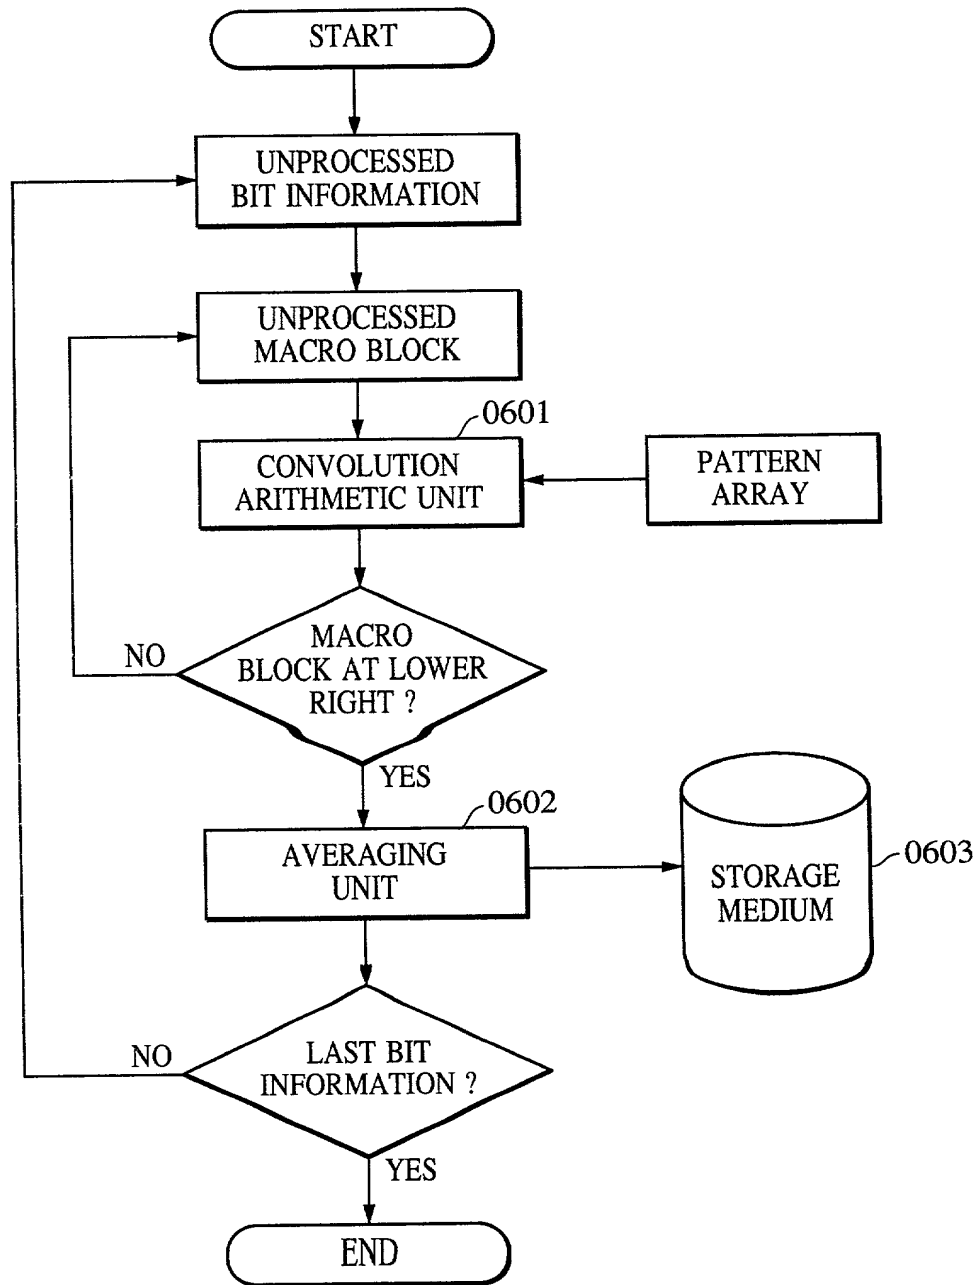 START
UNPROCESSED
BIT INFORMATION
UNPROCESSED
MACRO BLOCK
0601
CONVOLUTION
ARITHMETIC UNIT
PATTERN
ARRAY
MACRO
BLOCK AT LOWER
RIGHT ?
NO
YES
0602
AVERAGING
UNIT
STORAGE
MEDIUM
0603
LAST BIT
INFORMATION ?
NO
YES
END